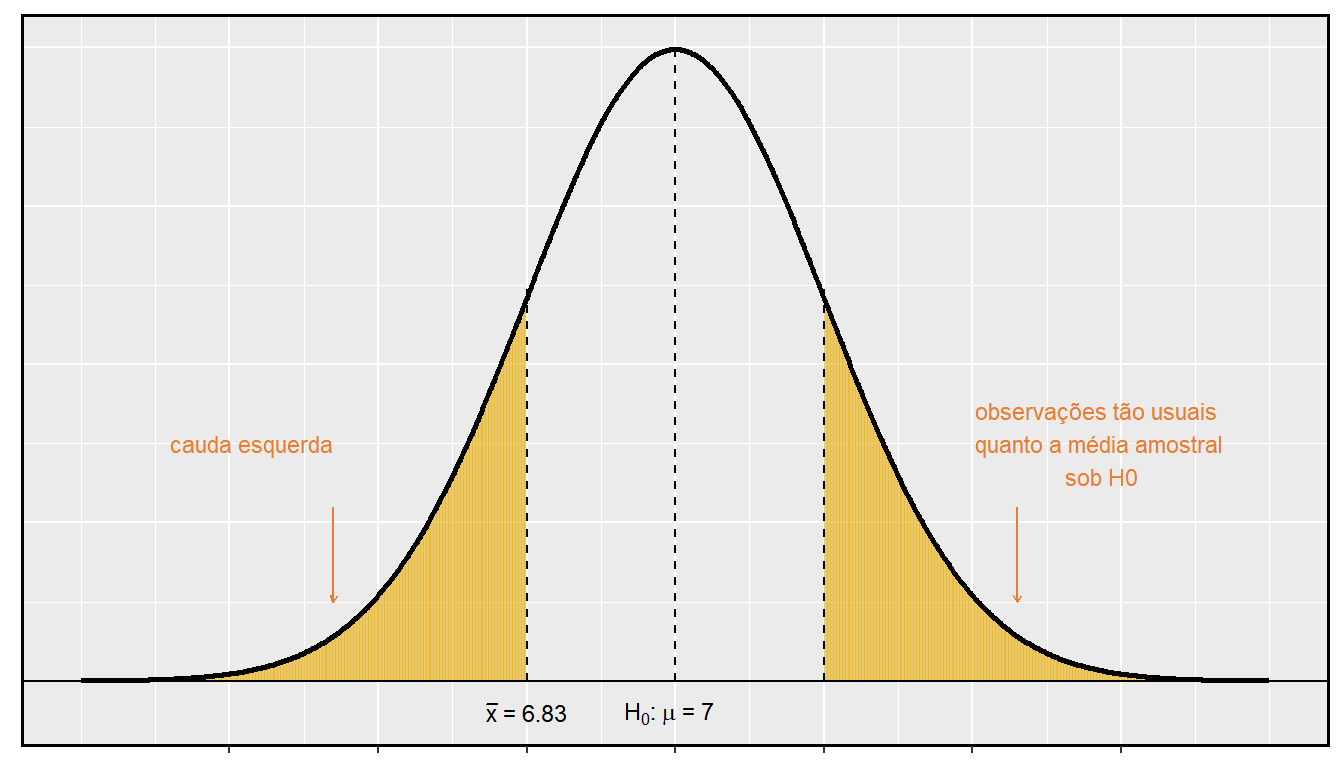 observações tão usuais
quanto a média amostral
sob H0
cauda esquerda
x̅ = 6.83
H₀: μ = 7